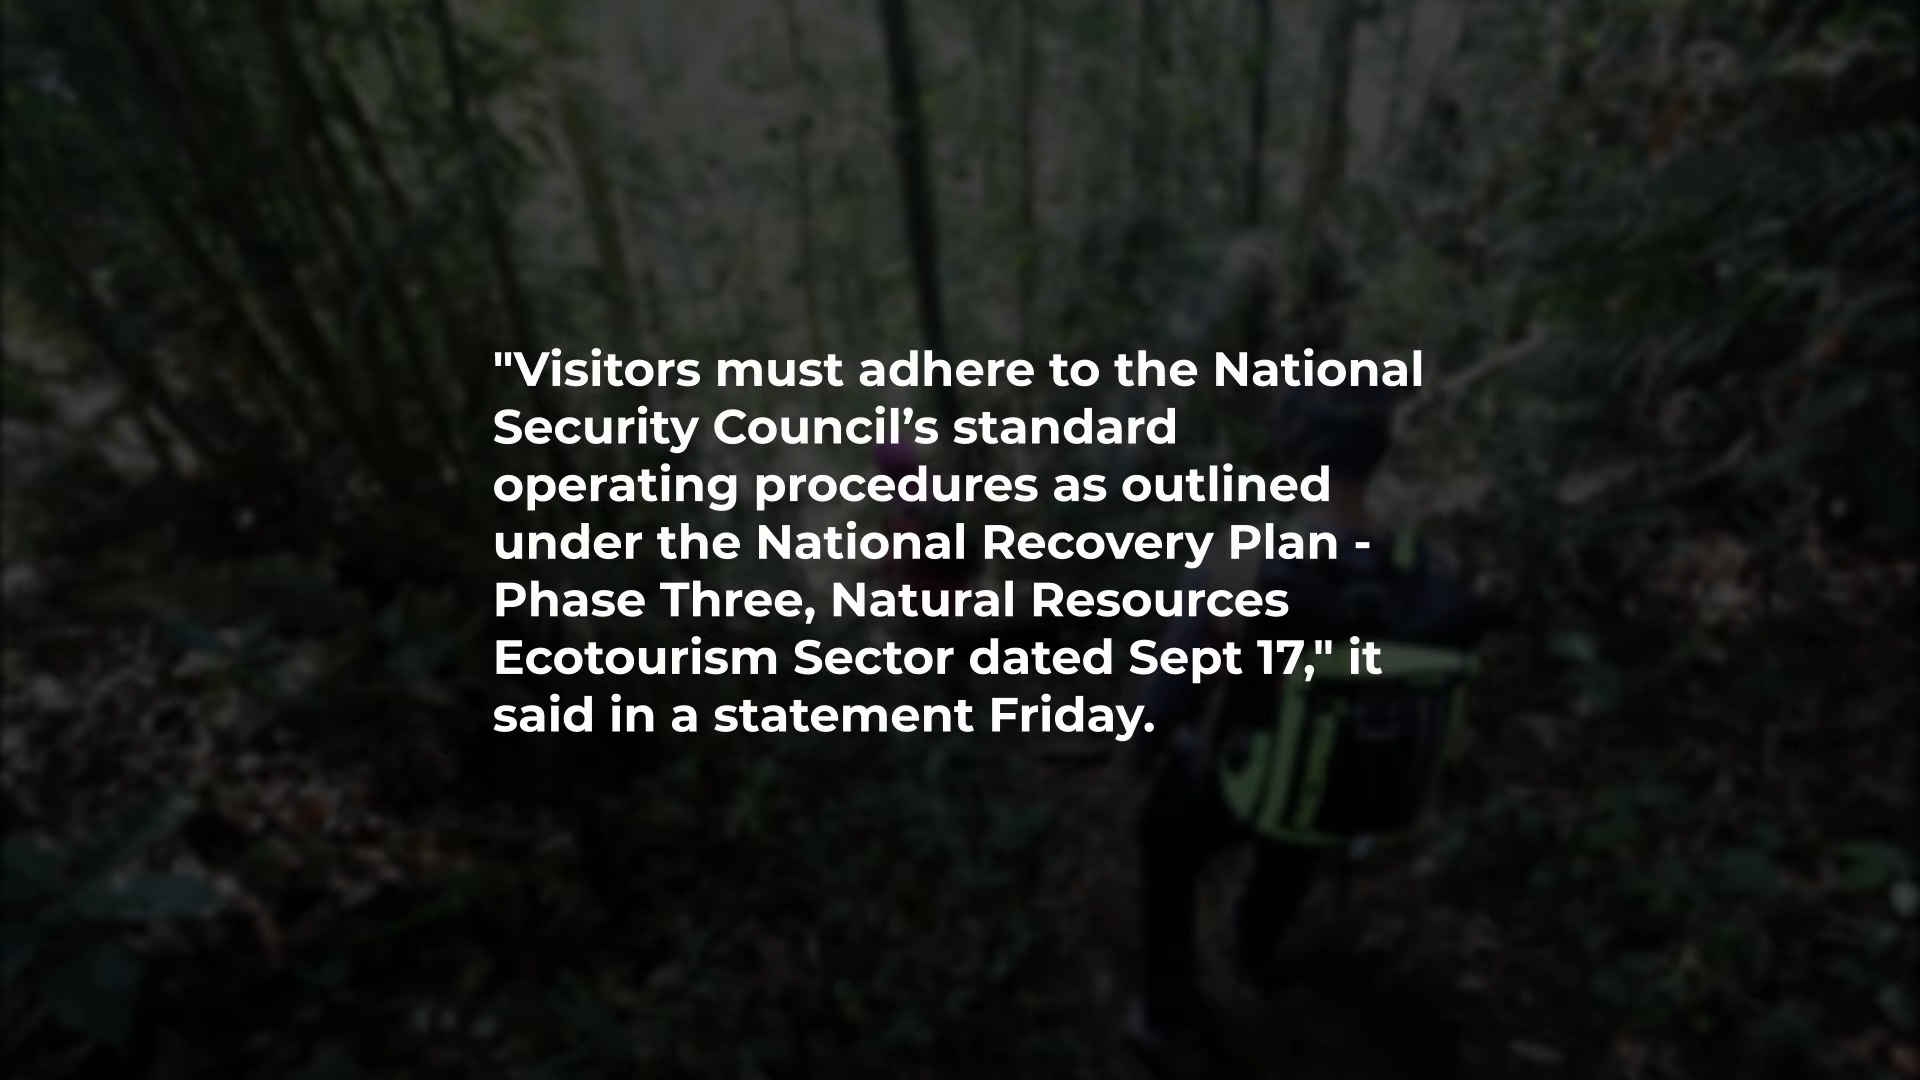 "Visitors must adhere to the National
Security Council’s standard
operating procedures as outlined
under the National Recovery Plan -
Phase Three, Natural Resources
Ecotourism Sector dated Sept 17," it
said in a statement Friday.